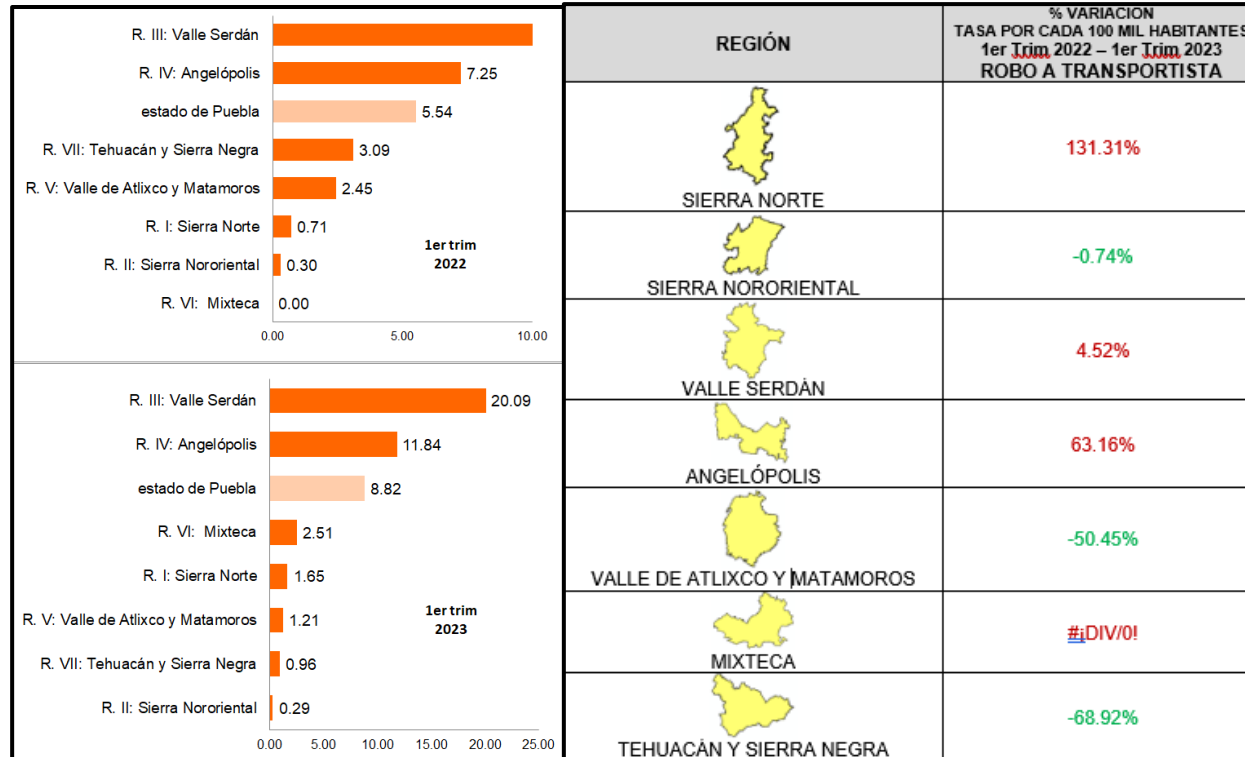 R. III: Valle Serdán
R. IV: Angelópolis 7.25
estado de Puebla 5.54
R. VII: Tehuacán y Sierra Negra 3.09
R. V: Valle de Atlixco y Matamoros 2.45
R. I: Sierra Norte 0.71
R. II: Sierra Nororiental 0.30
R. VI: Mixteca 0.00
1er trim
2022
0.00 5.00 10.00
R. III: Valle Serdán 20.09
R. IV: Angelópolis 11.84
estado de Puebla 8.82
R. VI: Mixteca 2.51
R. I: Sierra Norte 1.65
R. V: Valle de Atlixco y Matamoros 1.21
R. VII: Tehuacán y Sierra Negra 0.96
R. II: Sierra Nororiental 0.29
1er trim
2023
0.00 5.00 10.00 15.00 20.00 25.00
REGIÓN
% VARIACION
TASA POR CADA 100 MIL HABITANTES
1er Trim 2022 – 1er Trim 2023
ROBO A TRANSPORTISTA
SIERRA NORTE 131.31%
SIERRA NORORIENTAL -0.74%
VALLE SERDÁN 4.52%
ANGELÓPOLIS 63.16%
VALLE DE ATLIXCO Y MATAMOROS -50.45%
MIXTECA #¡DIV/0!
TEHUACÁN Y SIERRA NEGRA -68.92%